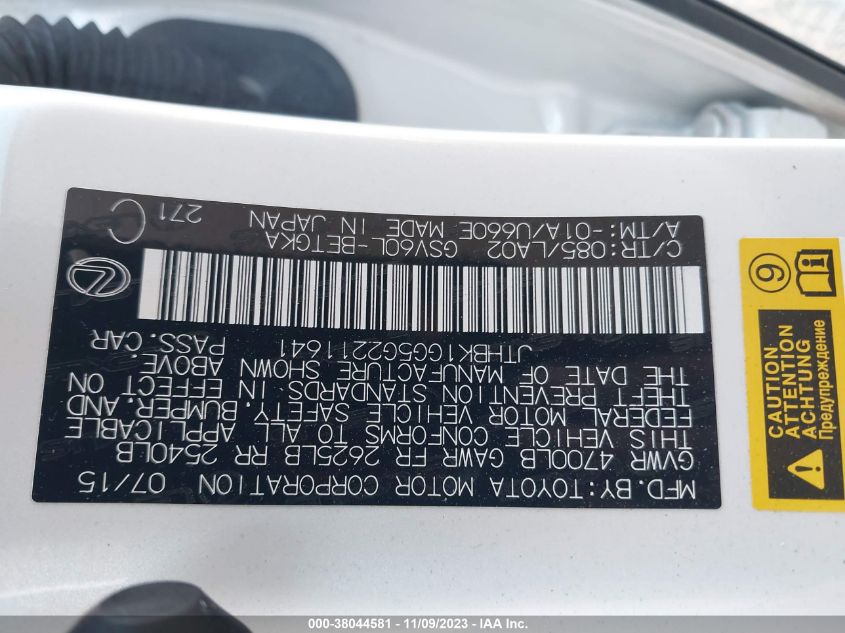 MFD. BY: TOYOTA MOTOR CORPORATION 07/15
GVWR 4700LB GAWR FR 2625LB RR 2540LB
THIS VEHICLE CONFORMS TO ALL APPLICABLE
FEDERAL MOTOR VEHICLE SAFETY, BUMPER, AND
THEFT PREVENTION STANDARDS IN EFFECT ON
THE DATE OF MANUFACTURE SHOWN ABOVE.
JTHBK1GG5G2211641 PASS. CAR
C/TR: 085/LA02 GSV60L-BETGKA
A/TM: -01A/U660E MADE IN JAPAN 271
C
CAUTION
ATTENTION
ACHTUNG
Предупреждение
6
000-38044581 - 11/09/2023 - IAA Inc.